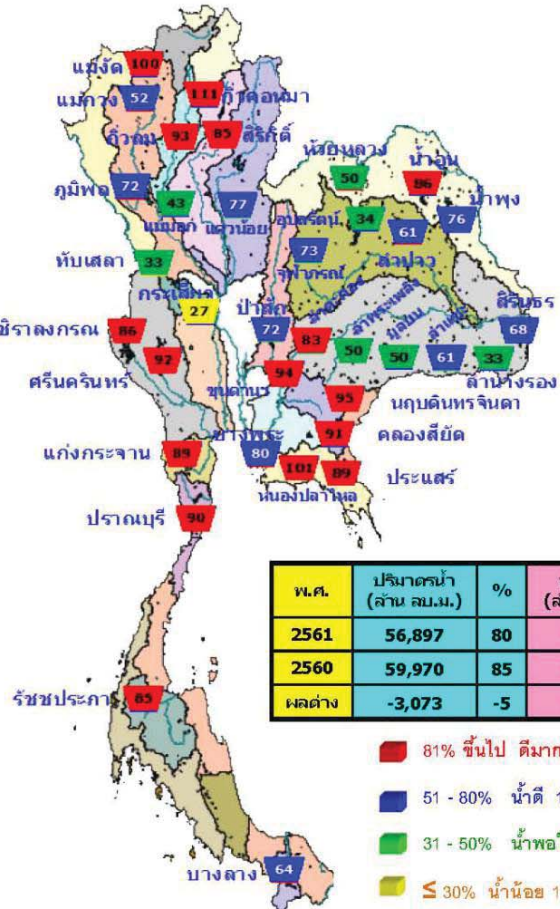 แม่งัด 100
แม่กวง 52
111 กิ่วคอหมา
กิ่วลม 93
85 สิริกิติ์
ห้วยหลวง 50
น้ำอูน 86
ภูมิพล 72
43 แม่มอก
77 แควน้อย
อุบลรัตน์ 34
61 ลำปาว
76 น้ำพุง
73 จุฬาภรณ์
ทับเสลา 33
กระเสียว 27
ป่าสัก 72
83
ลำพระเพลิง 50
มูลบน 50
ลำแชะ 61
สิรินธร 68
33 ลำนางรอง
86
92
ศรีนครินทร์
ขุนด่านฯ 94
95 นฤบดินทรจินดา
บางพระ 80
91 คลองสียัด
แก่งกระจาน 89
101 หนองปลาไหล
89 ประแสร์
ปราณบุรี 90
พ.ศ. ปริมาตรน้ำ (ล้าน ลบ.ม.) %
2561 56,897 80
2560 59,970 85
ผลต่าง -3,073 -5
รัชชประภา 85
81% ขึ้นไป ดีมาก
51 - 80% น้ำดี
31 - 50%
≤ 30% น้ำน้อย
บางลาง 64